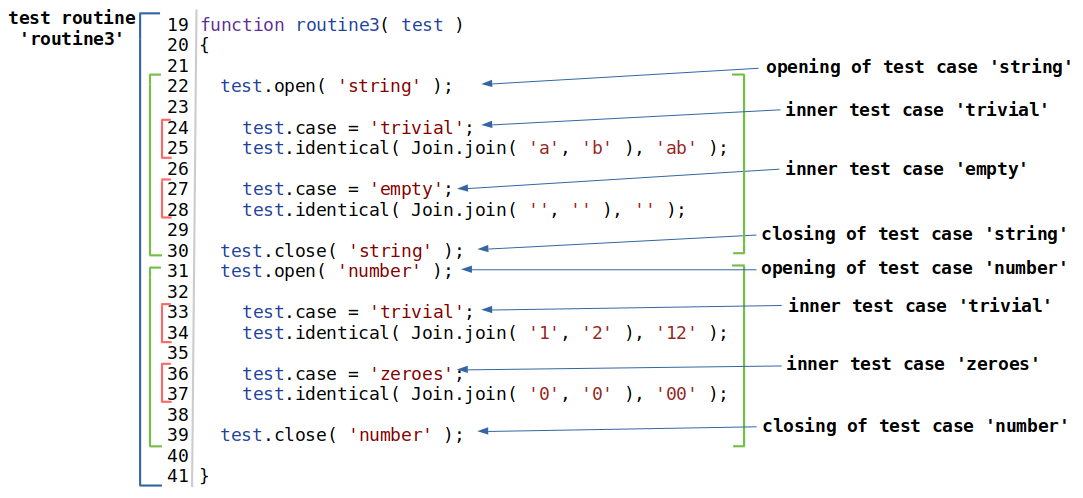 test routine
'routine3'
19 function routine3( test )
20 {
21
opening of test case 'string'
22 test.open( 'string' );
23
inner test case 'trivial'
24 test.case = 'trivial';
25 test.identical( Join.join( 'a', 'b' ), 'ab' );
26
inner test case 'empty'
27 test.case = 'empty';
28 test.identical( Join.join( '', '' ), '' );
29
closing of test case 'string'
30 test.close( 'string' );
opening of test case 'number'
31 test.open( 'number' );
32
inner test case 'trivial'
33 test.case = 'trivial';
34 test.identical( Join.join( '1', '2' ), '12' );
35
inner test case 'zeroes'
36 test.case = 'zeroes';
37 test.identical( Join.join( '0', '0' ), '00' );
38
closing of test case 'number'
39 test.close( 'number' );
40
41 }